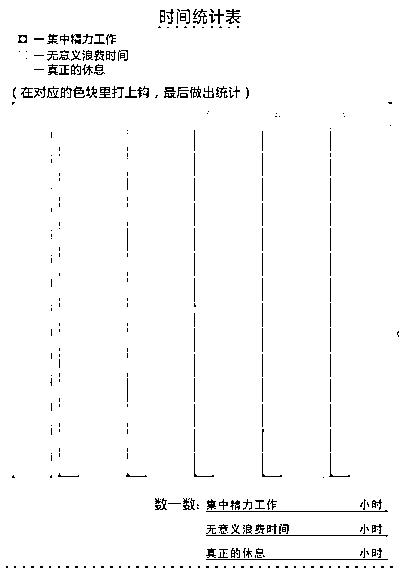 时间统计表
一集中精力工作
一无意义浪费时间
一真正的休息
（在对应的色块里打上钩，最后做出统计）
数一数：集中精力工作 小时
无意义浪费时间 小时
真正的休息 小时